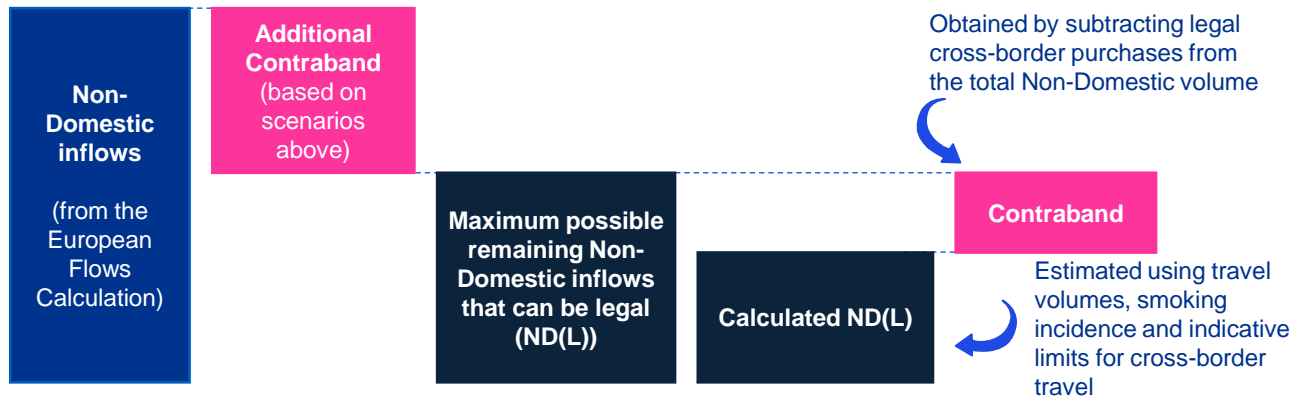 Non-
Domestic
inflows
(from the
European
Flows
Calculation)
Additional
Contraband
(based on
scenarios
above)
Maximum possible
remaining Non-
Domestic inflows
that can be legal
(ND(L))
Calculated ND(L)
Obtained by subtracting legal
cross-border purchases from
the total Non-Domestic volume
Contraband
Estimated using travel
volumes, smoking
incidence and indicative
limits for cross-border
travel